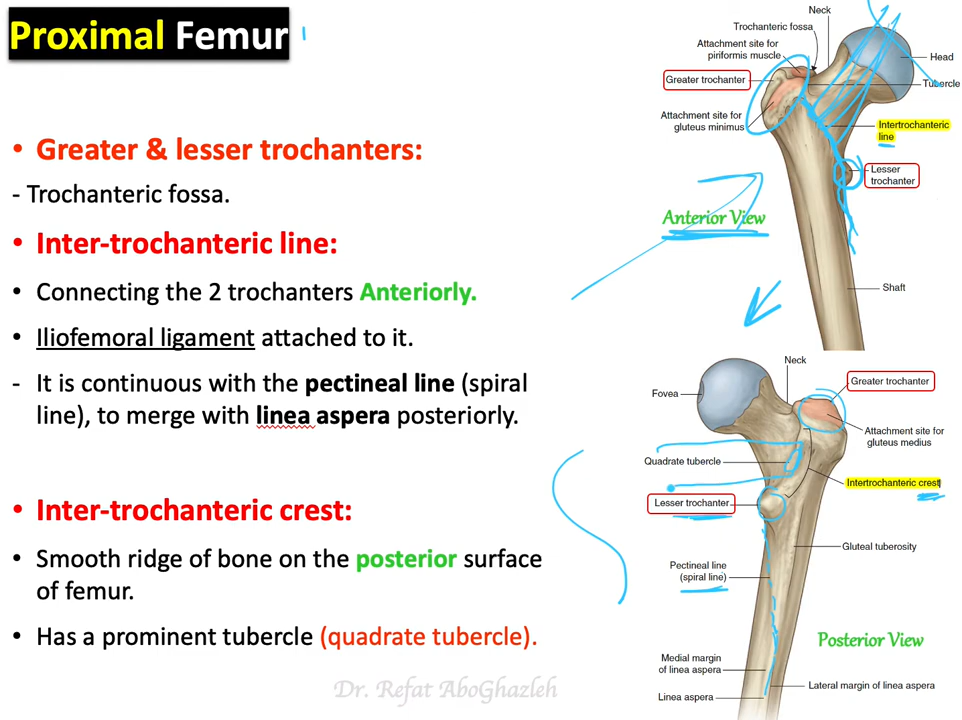 Proximal Femur
• Greater & lesser trochanters:
- Trochanteric fossa.
• Inter-trochanteric line:
• Connecting the 2 trochanters Anteriorly.
• Iliofemoral ligament attached to it.
- It is continuous with the pectineal line (spiral
line), to merge with linea aspera posteriorly.
• Inter-trochanteric crest:
• Smooth ridge of bone on the posterior surface
of femur.
• Has a prominent tubercle (quadrate tubercle).
Neck
Trochanteric fossa
Attachment site for
piriformis muscle
Greater trochanter
Attachment site for
gluteus minimus
Head
Tubercle
Intertrochanteric
line
Lesser
trochanter
Anterior View
Shaft
Neck
Greater trochanter
Fovea
Attachment site for
gluteus medius
Quadrate tubercle
Intertrochanteric crest
Lesser trochanter
Gluteal tuberosity
Pectineal line
(spiral line)
Posterior View
Medial margin
of linea aspera
Lateral margin of linea aspera
Linea aspera
Dr. Refat AboGhazleh